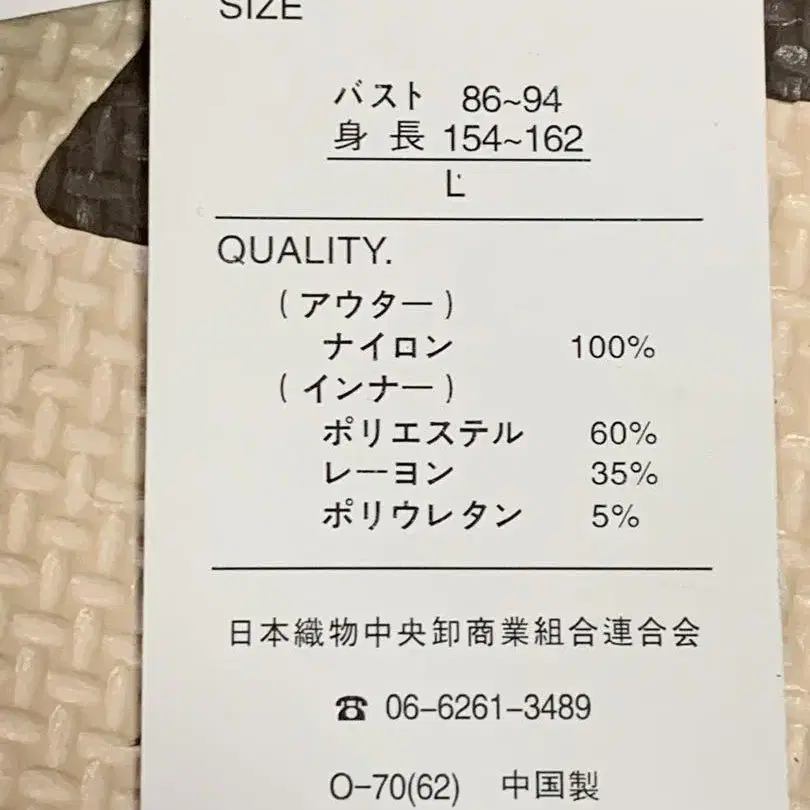 SIZE
バスト 86~94
身長 154~162
L
QUALITY.
(アウター)
ナイロン 100%
(インナー)
ポリエステル 60%
レーヨン 35%
ポリウレタン 5%
日本織物中央卸商業組合連合会
☎ 06-6261-3489
O-70(62) 中国製